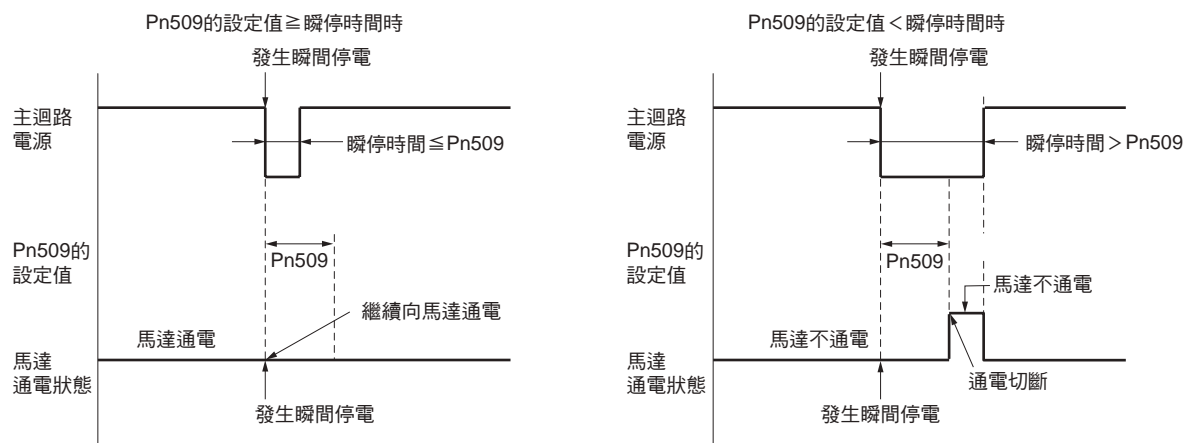 Pn509的設定值≧瞬停時間時
發生瞬間停電
主迴路
電源
瞬停時間≦Pn509
Pn509的
設定值
Pn509
繼續向馬達通電
馬達通電
馬達
通電狀態
發生瞬間停電
Pn509的設定值＜瞬停時間時
發生瞬間停電
主迴路
電源
瞬停時間＞Pn509
Pn509的
設定值
Pn509
馬達不通電
馬達不通電
馬達
通電狀態
通電切斷
發生瞬間停電